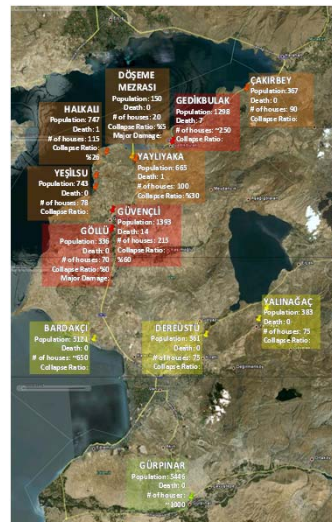 DÖŞEME
MEZRASI
Population: 150
Death: 0
# of houses: 20
Collapse Ratio: %5
Major Damage:
ÇAKIRBEY
Population: 367
Death: 0
# of houses: 90
Collapse Ratio:
GEDİKBULAK
Population: 1298
Death: 7
# of houses: ~250
Collapse Ratio:
HALKALI
Population: 747
Death: 1
# of houses: 115
Collapse Ratio:
%26
YAYLIYAKA
Population: 665
Death: 1
# of houses: 100
Collapse Ratio: %30
YEŞİLSU
Population: 743
Death: 0
# of houses: 78
Collapse Ratio:
GÜVENÇLİ
Population: 1393
Death: 14
# of houses: 215
Collapse Ratio:
%60
GÖLLÜ
Population: 336
Death: 0
# of houses: 70
Collapse Ratio: %60
Major Damage:
YALINAĞAÇ
Population: 383
Death: 0
# of houses: 75
Collapse Ratio:
BARDAKÇI
Population: 5121
Death: 0
# of houses: ~650
Collapse Ratio:
DEREÜSTÜ
Population: 561
Death: 0
# of houses: 75
Collapse Ratio:
GÜRPINAR
Population: 5446
Death: 0
# of houses:
~1000